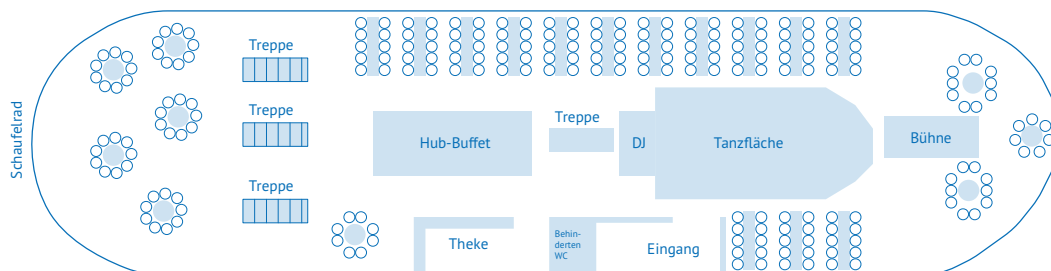 Schaufelrad
Treppe
Treppe
Treppe
Hub-Buffet
Treppe
DJ
Tanzfläche
Bühne
Theke
Behin-
derten
WC
Eingang